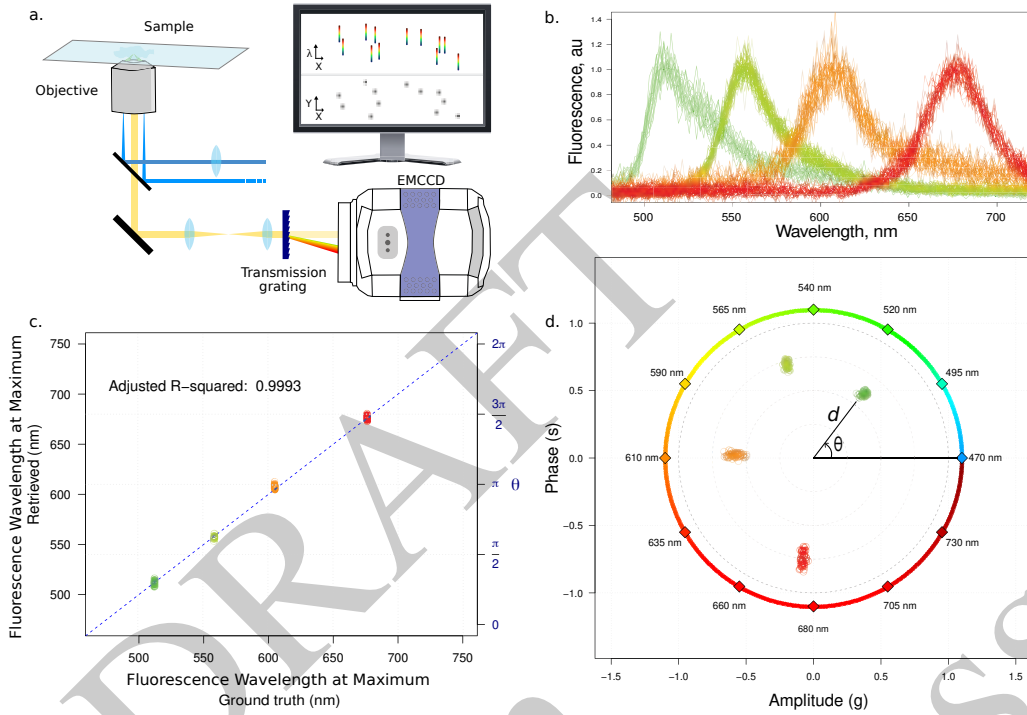 a.
Sample
Objective
λ
X
Y
X
EMCCD
Transmission
grating
b.
Fluorescence, au
1.4
1.2
1.0
0.8
0.6
0.4
0.2
0.0
500 550 600 650 700
Wavelength, nm
c.
Fluorescence Wavelength at Maximum
Retrieved (nm)
750
700
650
600
550
500
Adjusted R−squared: 0.9993
2π
3π
2
π
θ
π
2
0
500 550 600 650 700 750
Fluorescence Wavelength at Maximum
Ground truth (nm)
d.
Phase (s)
1.0
0.5
0.0
−0.5
−1.0
540 nm
565 nm
520 nm
590 nm
495 nm
610 nm
470 nm
635 nm
730 nm
660 nm
705 nm
680 nm
d
θ
−1.5 −1.0 −0.5 0.0 0.5 1.0 1.5
Amplitude (g)
DRAFT